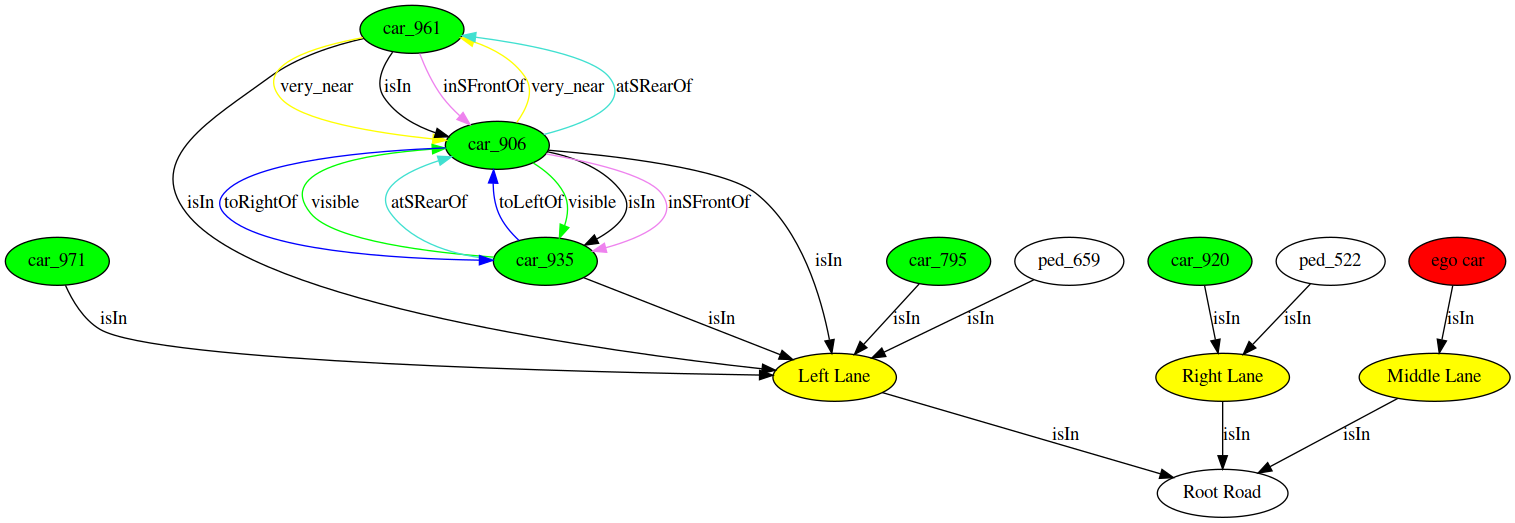 car_961
very_near
isIn
inSFrontOf
very_near
atSRearOf
car_906
isIn
toRightOf
visible
atSRearOf
toLeftOf
visible
isIn
inSFrontOf
car_971
car_935
isIn
car_795
ped_659
car_920
ped_522
ego car
isIn
isIn
isIn
isIn
isIn
isIn
isIn
Left Lane
Right Lane
Middle Lane
isIn
isIn
isIn
Root Road